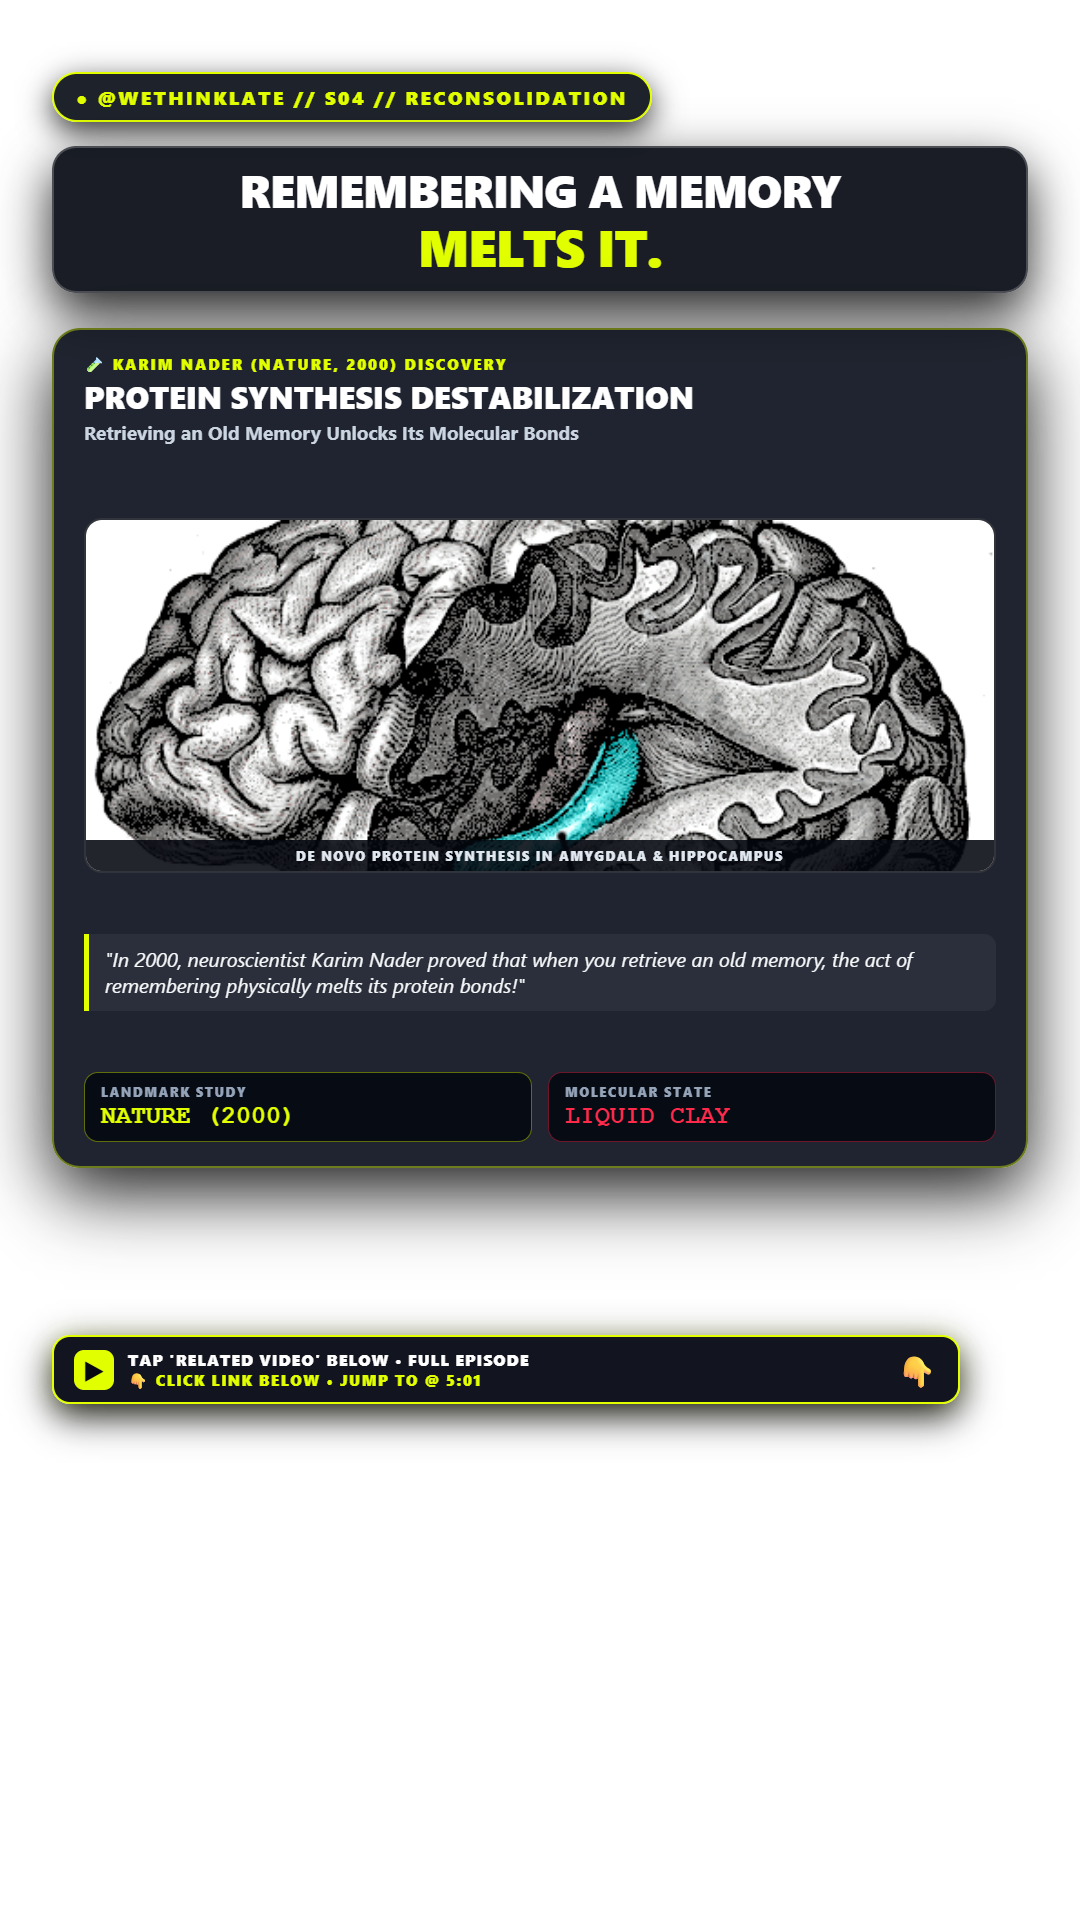 • @WETHINKLATE // S04 // RECONSOLIDATION
REMEMBERING A MEMORY
MELTS IT.
🧪 KARIM NADER (NATURE, 2000) DISCOVERY
PROTEIN SYNTHESIS DESTABILIZATION
Retrieving an Old Memory Unlocks Its Molecular Bonds
DE NOVO PROTEIN SYNTHESIS IN AMYGDALA & HIPPOCAMPUS
"In 2000, neuroscientist Karim Nader proved that when you retrieve an old memory, the act of
remembering physically melts its protein bonds!"
LANDMARK STUDY
NATURE (2000)
MOLECULAR STATE
LIQUID CLAY
TAP 'RELATED VIDEO' BELOW • FULL EPISODE
👇 CLICK LINK BELOW • JUMP TO @ 5:01